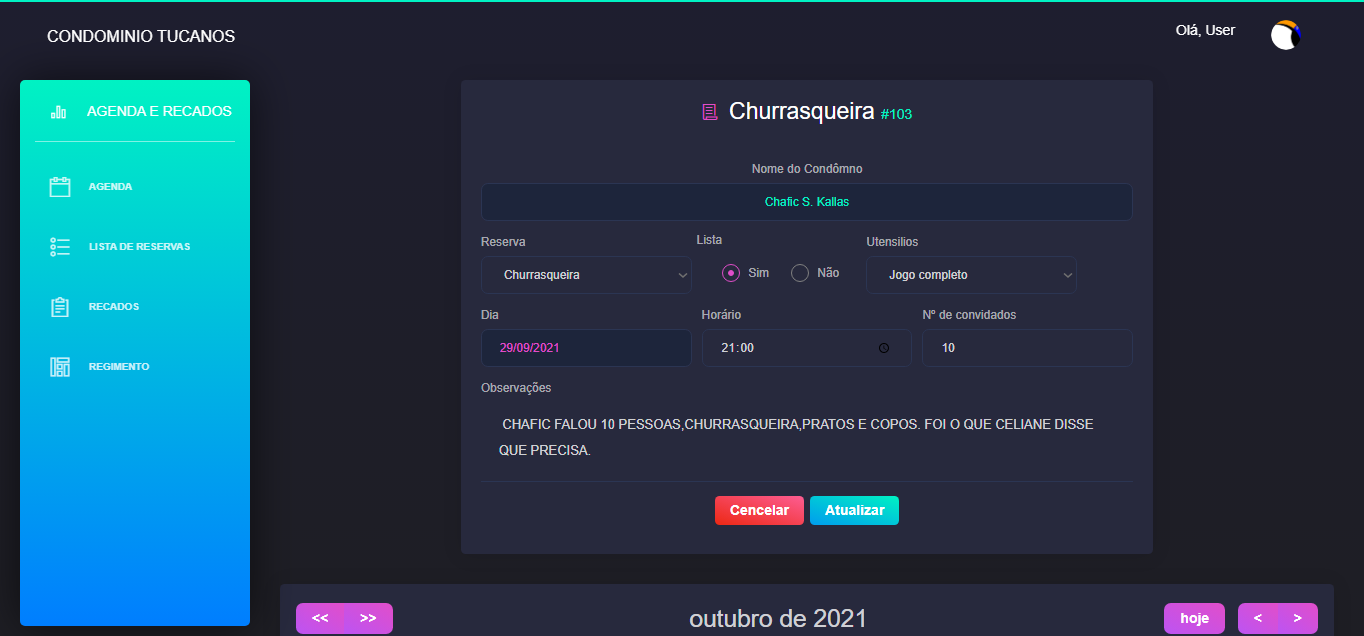 CONDOMINIO TUCANOS
Olá, User
AGENDA E RECADOS
AGENDA
LISTA DE RESERVAS
RECADOS
REGIMENTO
Churrasqueira #103
Nome do Condômno
Chafic S. Kallas
Reserva
Lista
Utensilios
Churrasqueira
Sim
Não
Jogo completo
Dia
Horário
Nº de convidados
29/09/2021
21:00
10
Observações
CHAFIC FALOU 10 PESSOAS,CHURRASQUEIRA,PRATOS E COPOS. FOI O QUE CELIANE DISSE
QUE PRECISA.
Cencelar
Atualizar
<< >>
outubro de 2021
hoje
< >